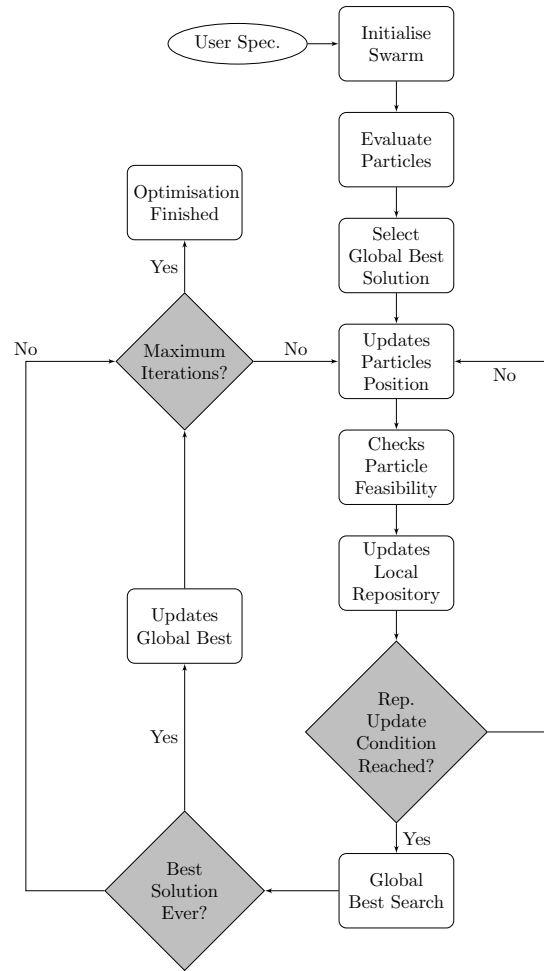 User Spec.
Initialise
Swarm
Evaluate
Particles
Optimisation
Finished
Select
Global Best
Solution
Yes
No
Maximum
Iterations?
No
Updates
Particles
Position
No
Checks
Particle
Feasibility
Updates
Local
Repository
Updates
Global Best
Rep.
Update
Condition
Reached?
Yes
Yes
Best
Solution
Ever?
Global
Best Search